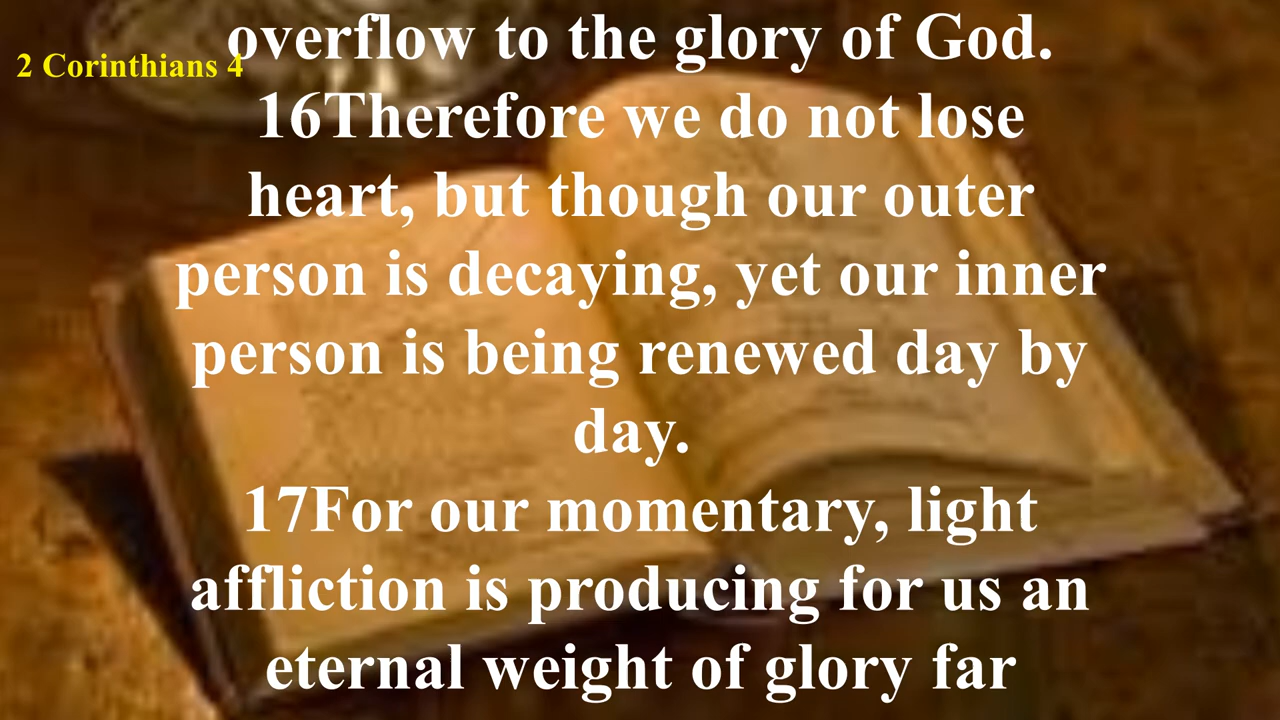 overflow to the glory of God.
2 Corinthians 4
16Therefore we do not lose
heart, but though our outer
person is decaying, yet our inner
person is being renewed day by
day.
17For our momentary, light
affliction is producing for us an
eternal weight of glory far